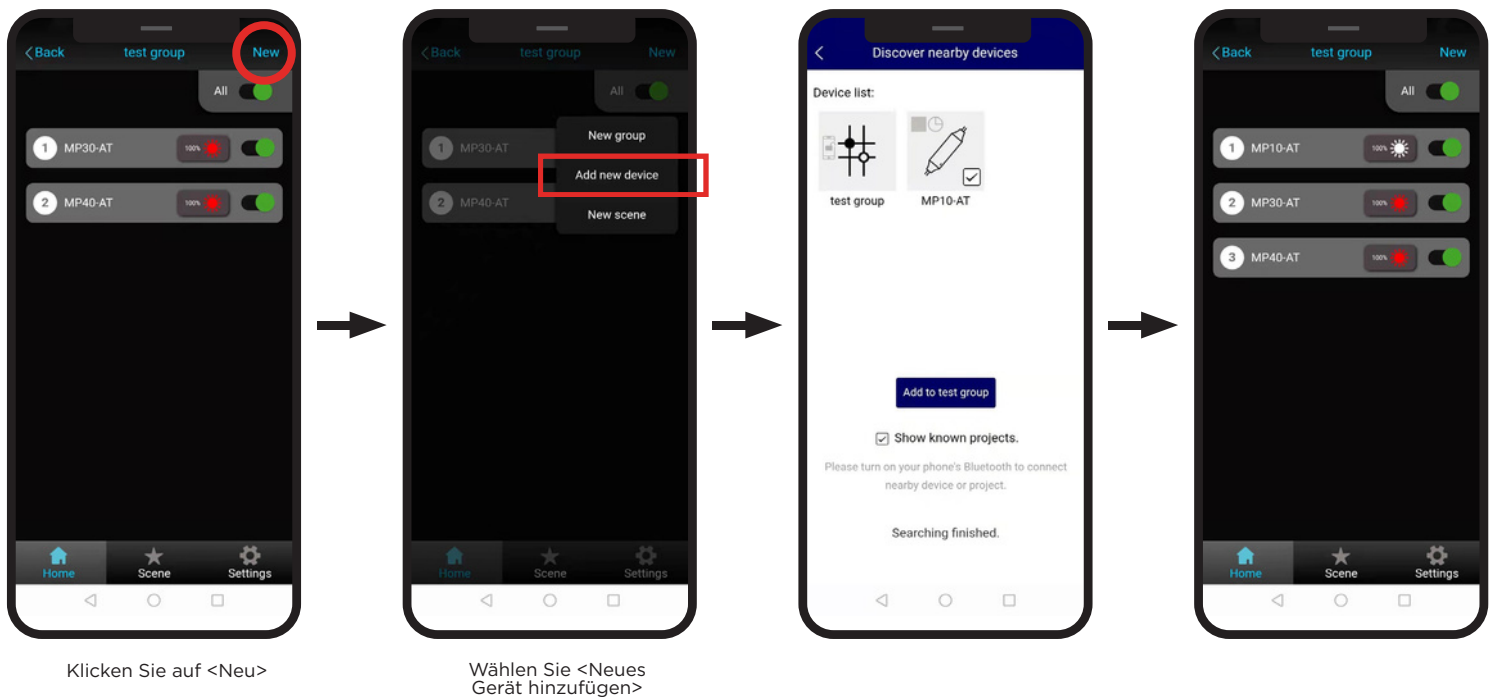 Back test group New
All
1 MP30-AT 100%
2 MP40-AT 100%
Home Scene Settings
Klicken Sie auf <Neu>
Back test group New
All
1 MP30-AT
New group
Add new device
2 MP40-AT
New scene
Home Scene Settings
Wählen Sie <Neues
Gerät hinzufügen>
Discover nearby devices
Device list:
test group MP10-AT
Add to test group
Show known projects.
Please turn on your phone's Bluetooth to connect
nearby device or project.
Searching finished.
Back test group New
All
1 MP10-AT 100%
2 MP30-AT 100%
3 MP40-AT 100%
Home Scene Settings